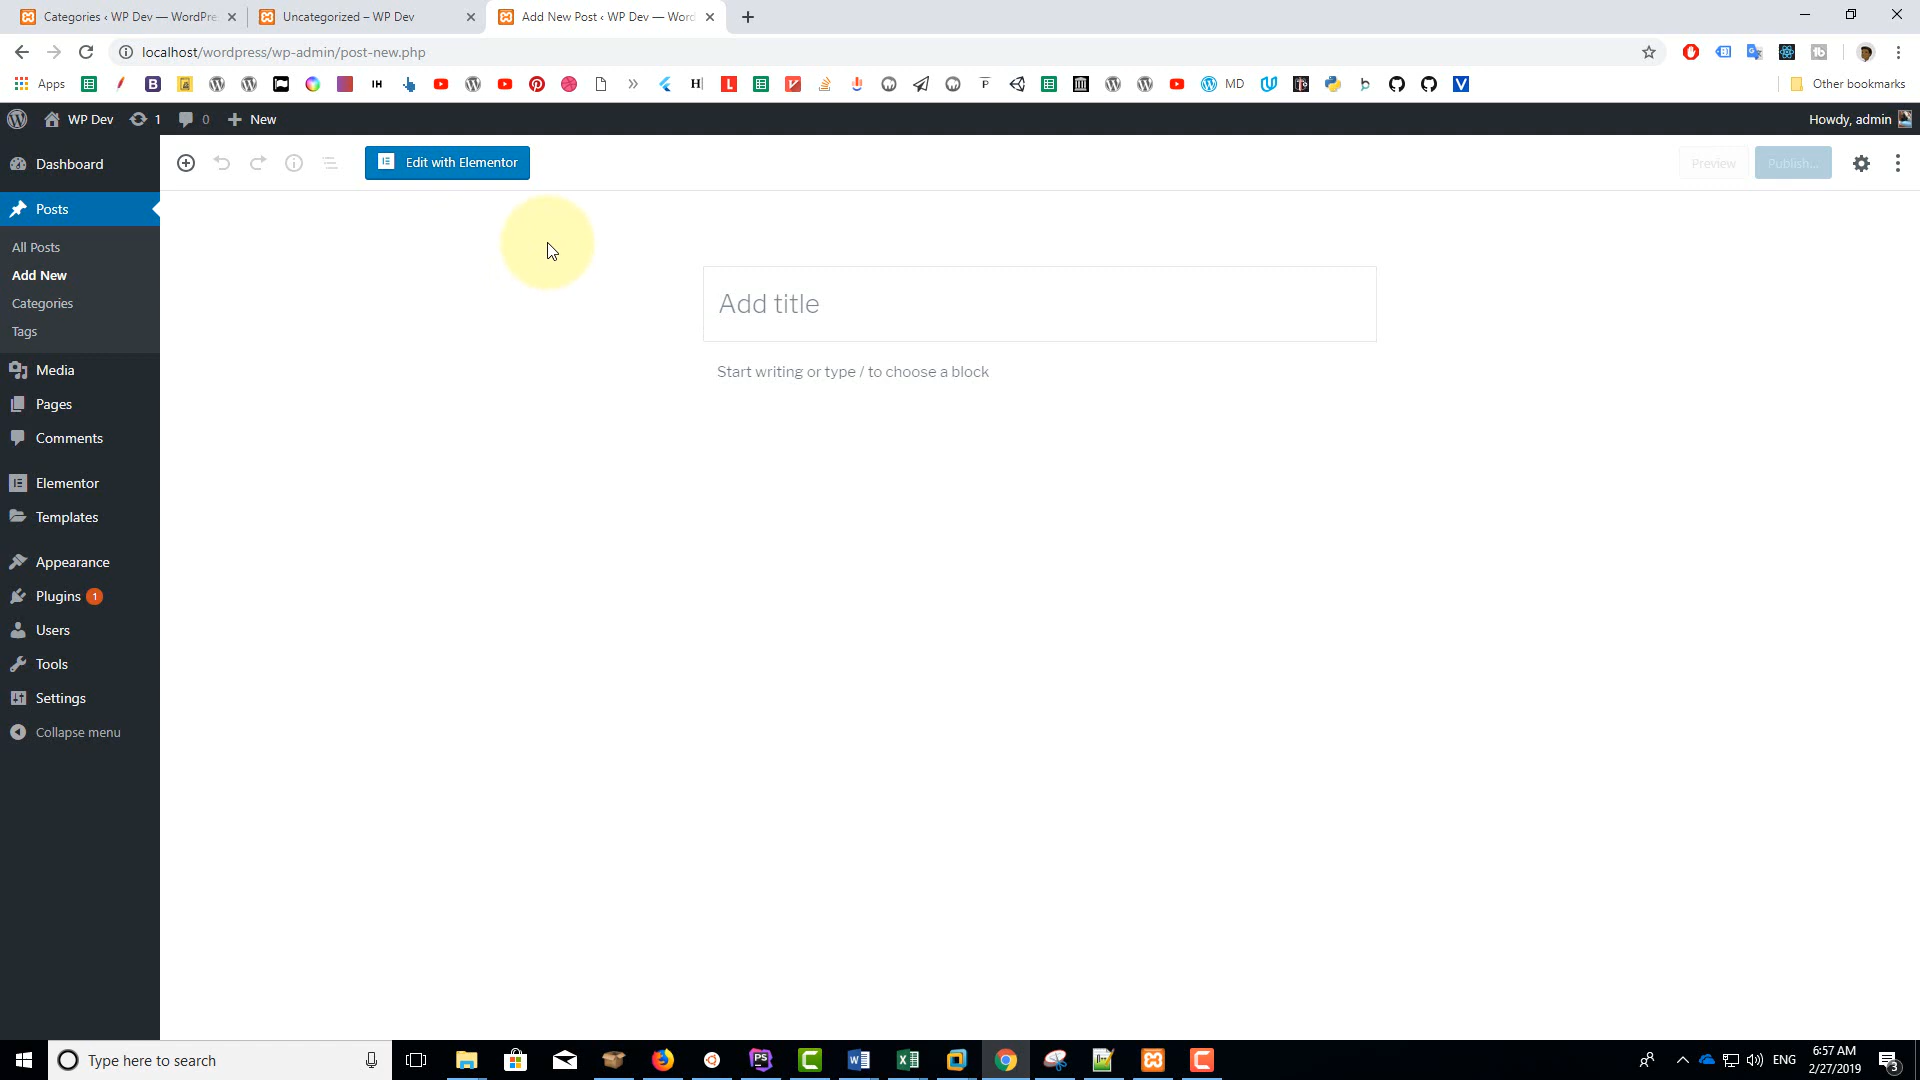 Categories ‹ WP Dev — WordPre
Uncategorized – WP Dev
Add New Post ‹ WP Dev — Word
localhost/wordpress/wp-admin/post-new.php
Apps
MD
Other bookmarks
WP Dev
1
0
New
Howdy, admin
Dashboard
Edit with Elementor
Preview
Publish...
Posts
All Posts
Add New
Categories
Tags
Media
Pages
Comments
Elementor
Templates
Appearance
Plugins 1
Users
Tools
Settings
Collapse menu
Add title
Start writing or type / to choose a block
Type here to search
ENG
6:57 AM
2/27/2019
3